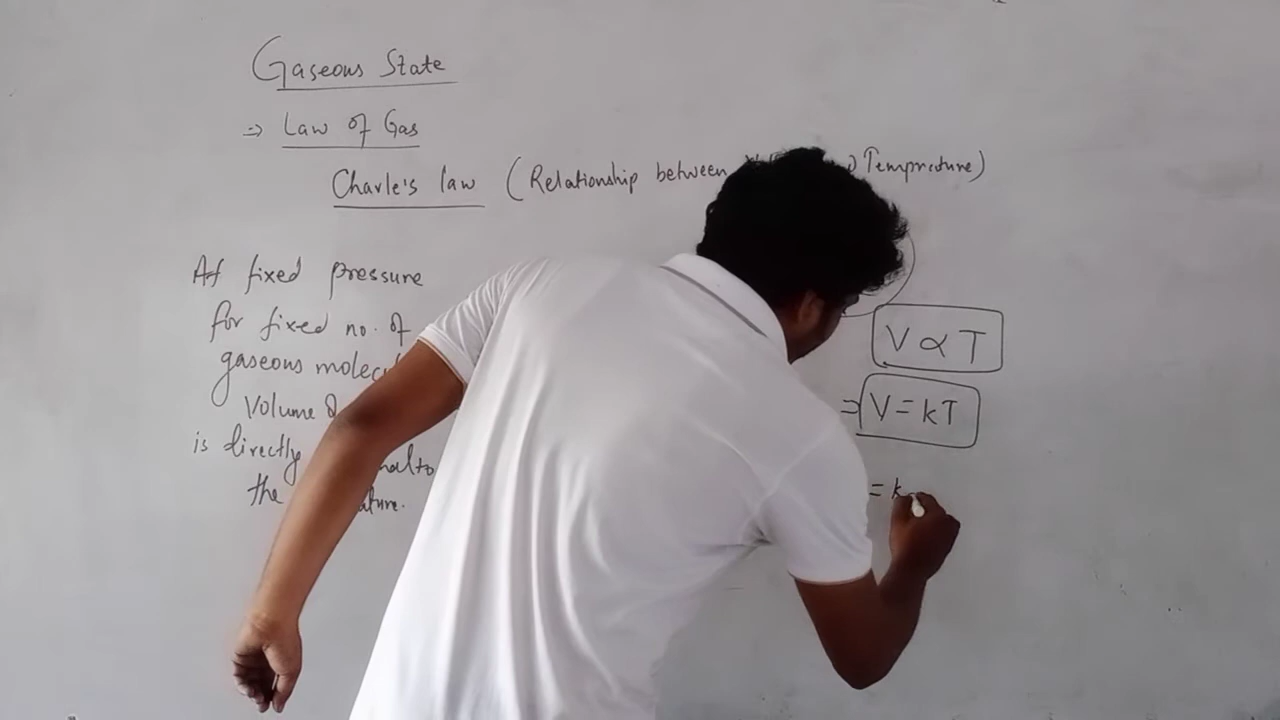 Gaseous State
⇒ Law of Gas
Charle's law (Relationship between Temprature)
At fixed pressure
for fixed no. of
gaseous
Volume
is directly
the
V ∝ T
⇒ V = kT
= k